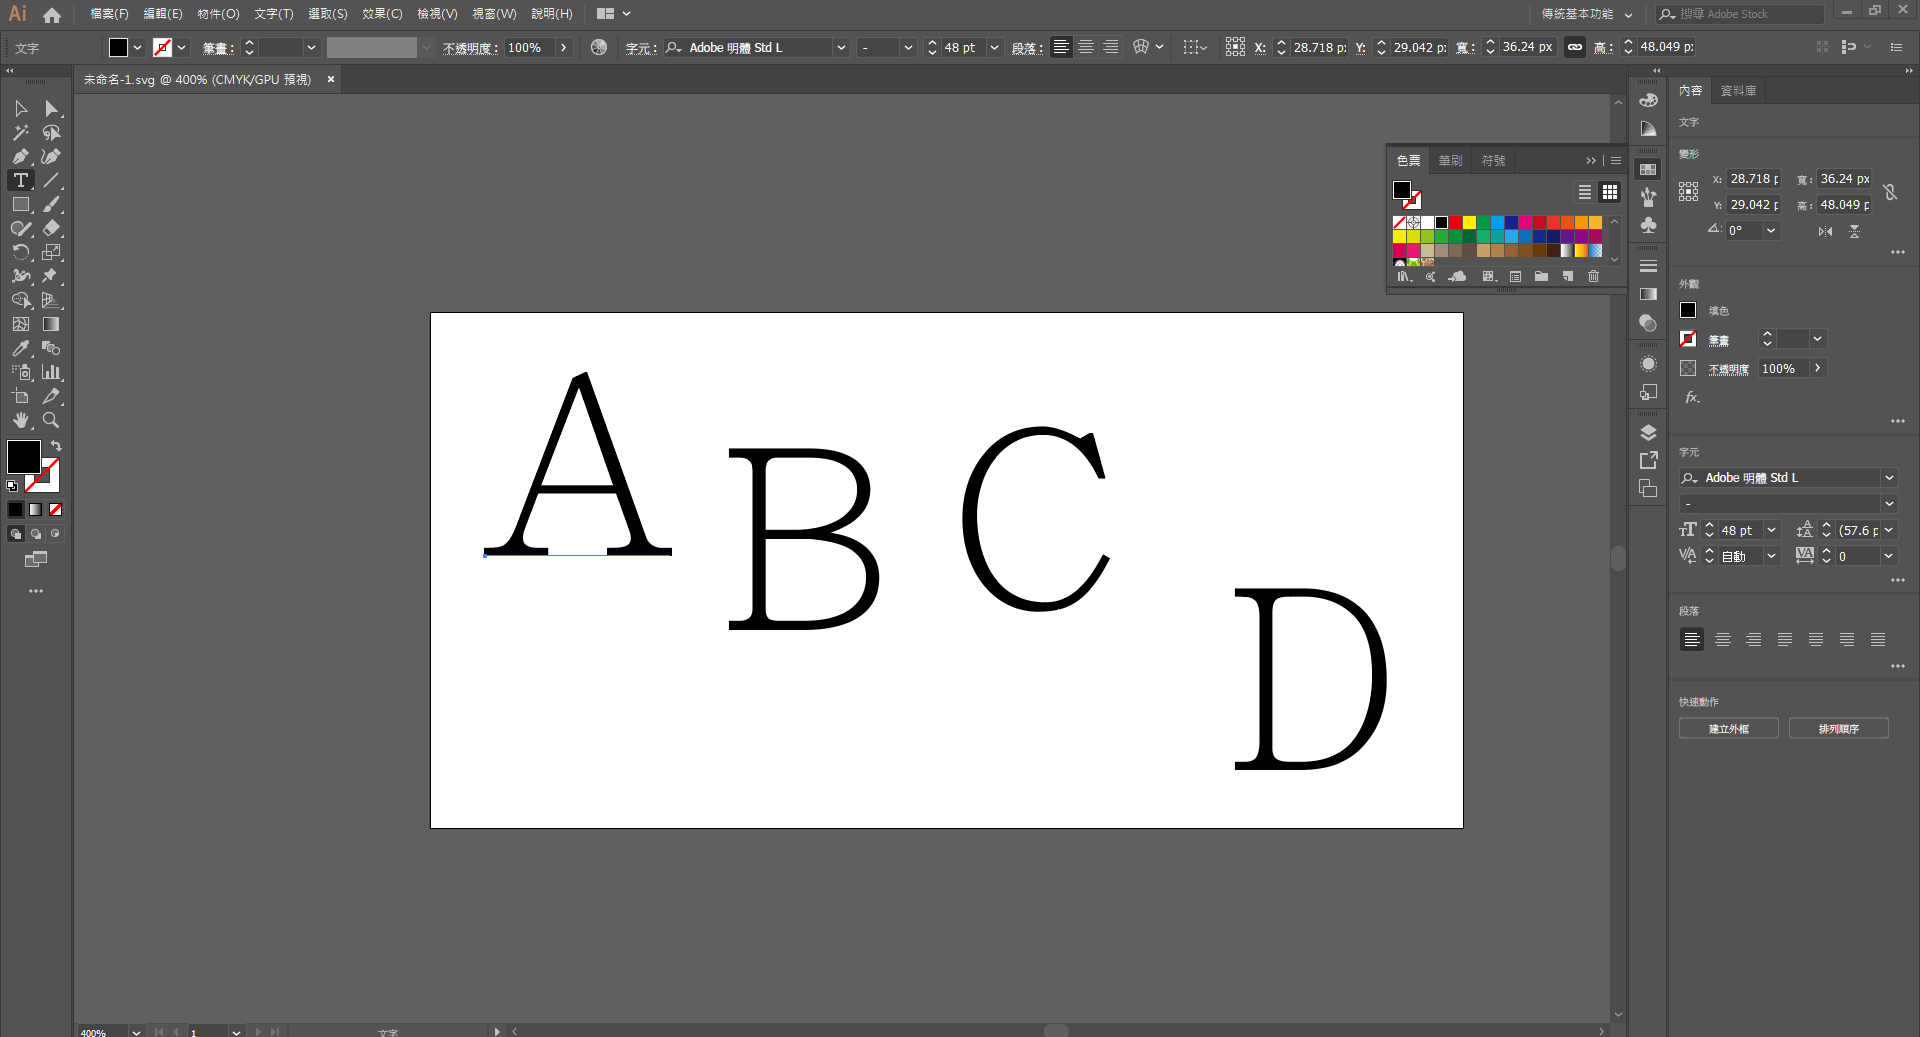 Ai 檔案(F) 編輯(E) 物件(O) 文字(T) 選取(S) 效果(C) 檢視(V) 視窗(W) 說明(H) 傳統基本功能 搜尋 Adobe Stock
文字 筆畫： 不透明度： 100% 字元： Adobe 明體 Std L - 48 pt 段落： X: 28.718 px Y: 29.042 px 寬： 36.24 px 高： 48.049 px
未命名-1.svg @ 400% (CMYK/GPU 預視) ×
內容 資料庫
文字
色票 筆刷 符號
變形
X: 28.718 p 寬： 36.24 px
Y: 29.042 p 高： 48.049 p
0°
外觀
填色
筆畫
不透明度 100%
fx.
A
B
C
D
字元
Adobe 明體 Std L
-
48 pt (57.6 p
自動 0
段落
快速動作
建立外框 排列順序
400% 1 文字